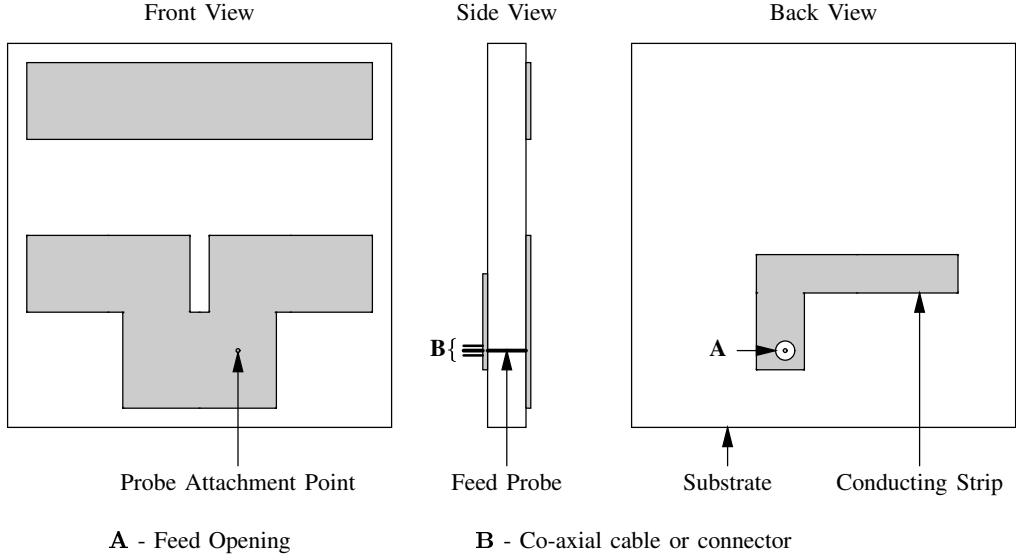 Front View
Side View
Back View
B
A
Probe Attachment Point
Feed Probe
Substrate
Conducting Strip
A - Feed Opening
B - Co-axial cable or connector